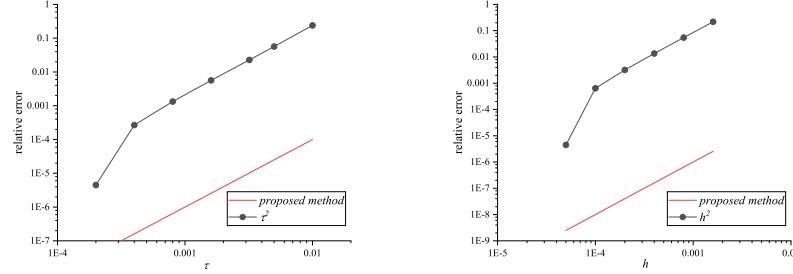 1
0.1
0.01
0.001
1E-4
1E-5
1E-6
1E-7
relative error
1E-4
0.001
0.01
τ
proposed method
τ²
1
0.1
0.01
0.001
1E-4
1E-5
1E-6
1E-7
1E-8
1E-9
relative error
1E-5
1E-4
0.001
0.0
h
proposed method
h²